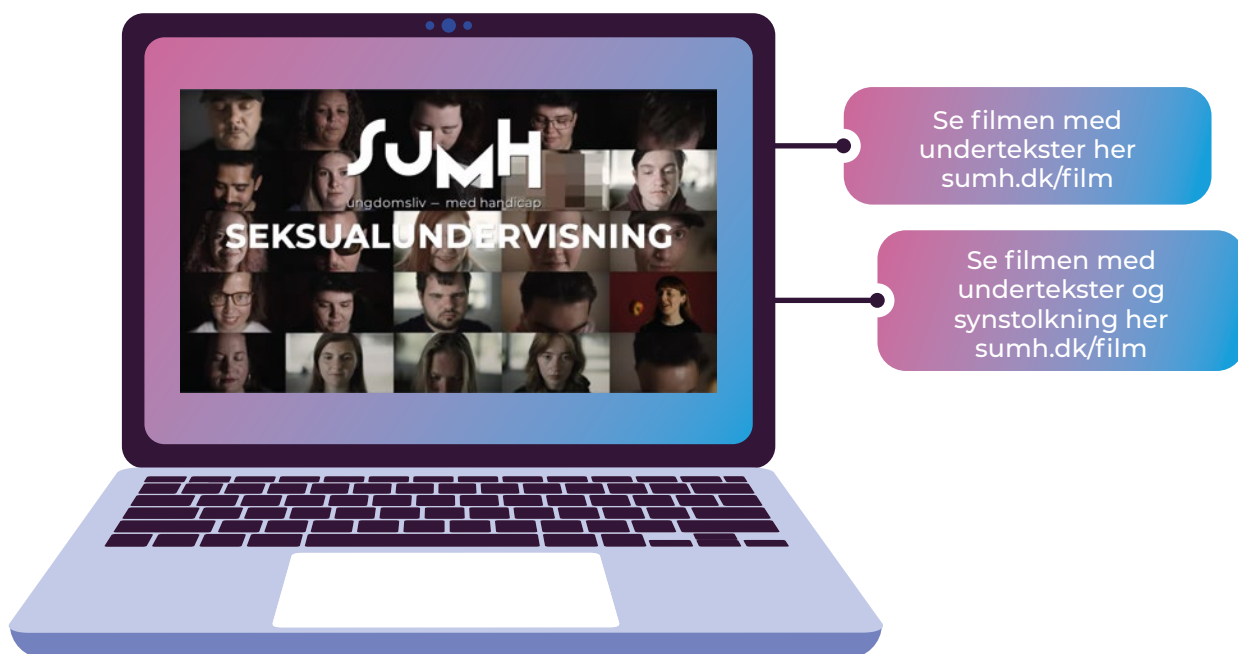 SUMH
ungdomsliv – med handicap
SEKSUALUNDERVISNING
Se filmen med
undertekster her
sumh.dk/film
Se filmen med
undertekster og
synstolkning her
sumh.dk/film